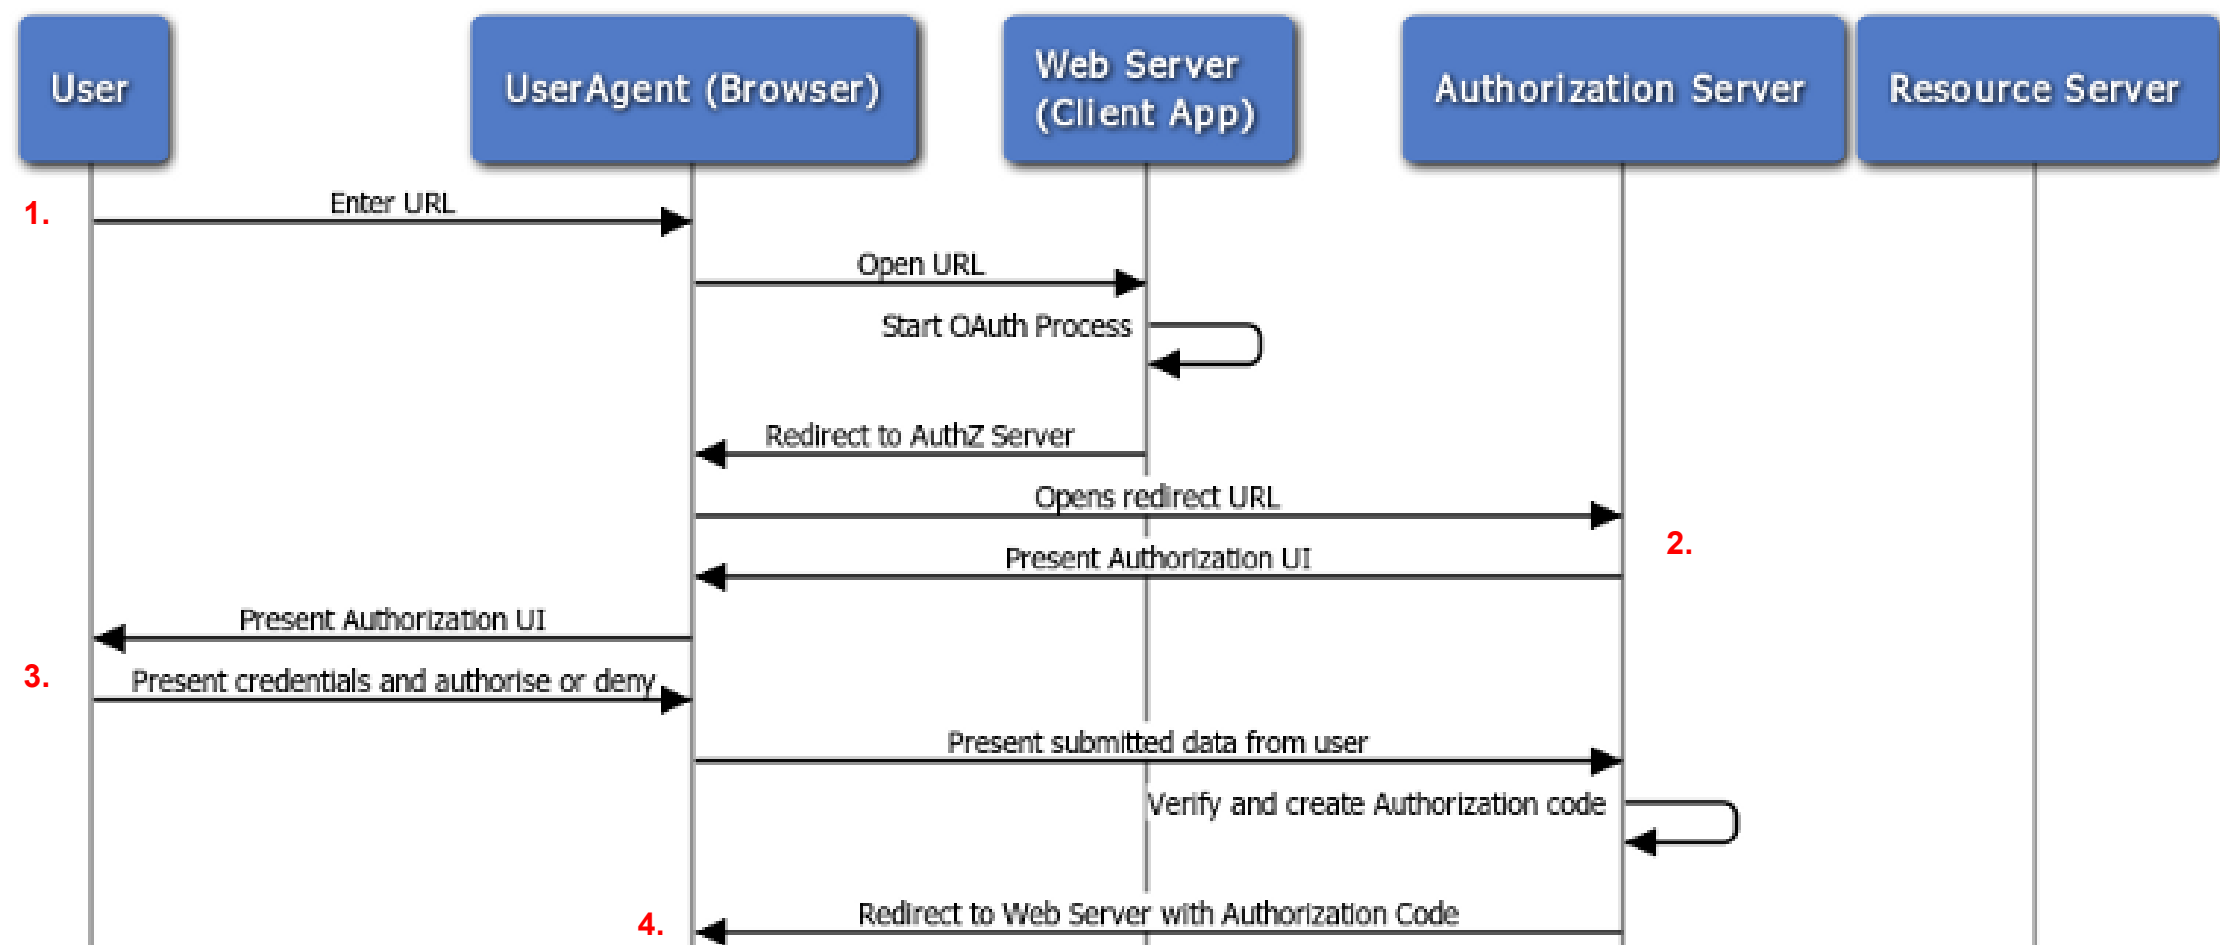 User
UserAgent (Browser)
Web Server
(Client App)
Authorization Server
Resource Server
1.
Enter URL
Open URL
Start OAuth Process
Redirect to AuthZ Server
Opens redirect URL
2.
Present Authorization UI
Present Authorization UI
3.
Present credentials and authorise or deny
Present submitted data from user
Verify and create Authorization code
4.
Redirect to Web Server with Authorization Code